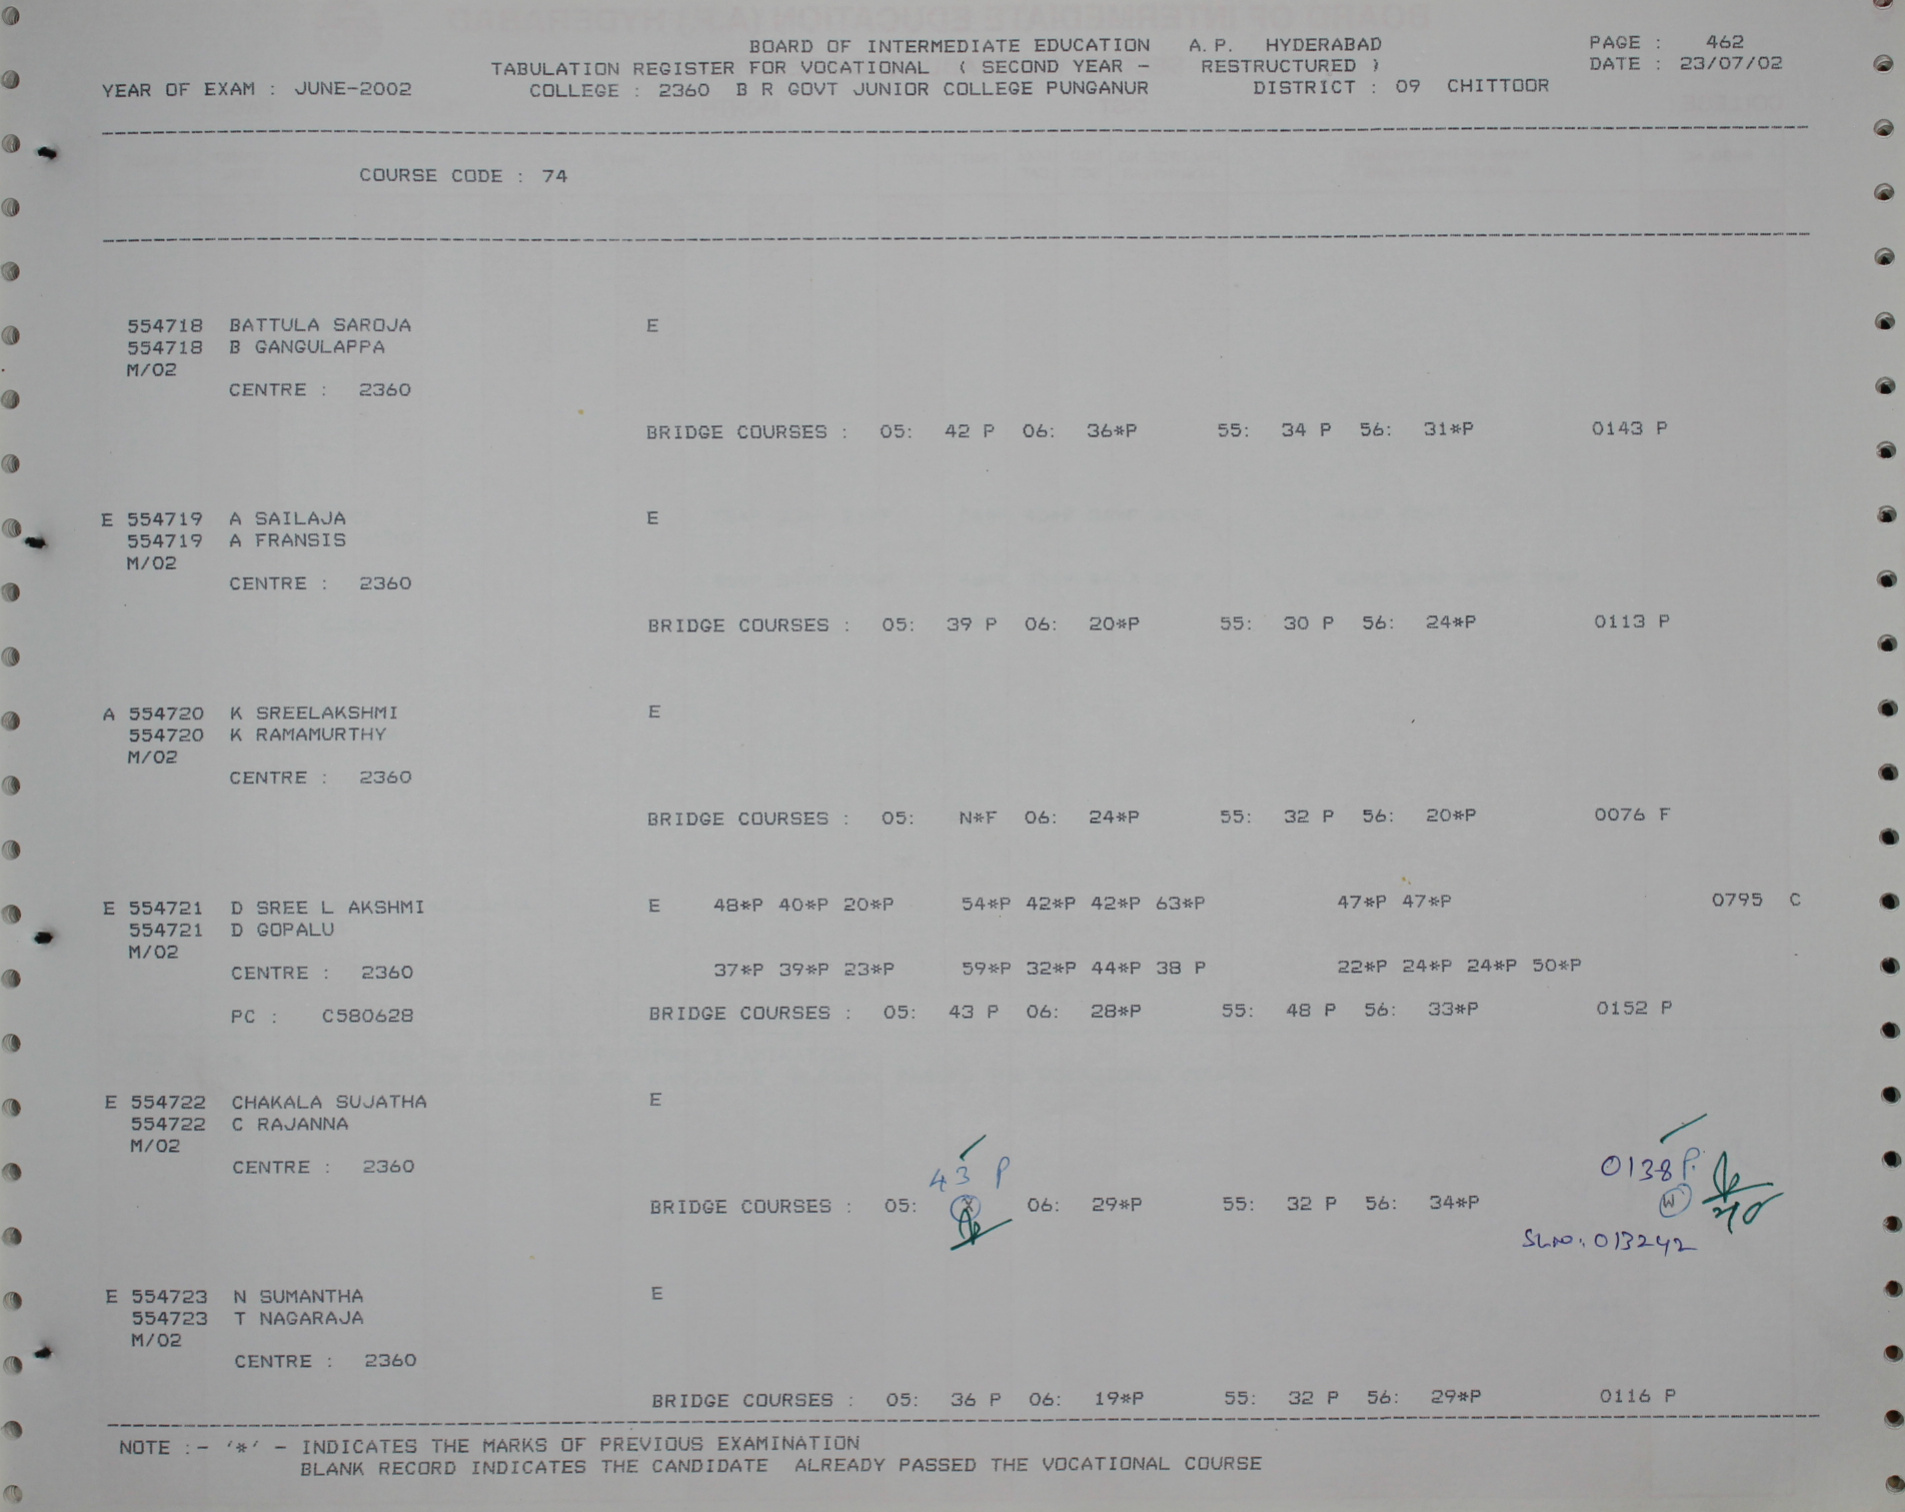 BOARD OF INTERMEDIATE EDUCATION A.P. HYDERABAD PAGE : 462
TABULATION REGISTER FOR VOCATIONAL ( SECOND YEAR - RESTRUCTURED ) DATE : 23/07/02
YEAR OF EXAM : JUNE-2002 COLLEGE : 2360 B R GOVT JUNIOR COLLEGE PUNGANUR DISTRICT : 09 CHITTOOR
COURSE CODE : 74
554718 BATTULA SAROJA E
554718 B GANGULAPPA
M/02
CENTRE : 2360
BRIDGE COURSES : 05: 42 P 06: 36*P 55: 34 P 56: 31*P 0143 P
E 554719 A SAILAJA E
554719 A FRANSIS
M/02
CENTRE : 2360
BRIDGE COURSES : 05: 39 P 06: 20*P 55: 30 P 56: 24*P 0113 P
A 554720 K SREELAKSHMI E
554720 K RAMAMURTHY
M/02
CENTRE : 2360
BRIDGE COURSES : 05: N*F 06: 24*P 55: 32 P 56: 20*P 0076 F
E 554721 D SREE L AKSHMI E 48*P 40*P 20*P 54*P 42*P 42*P 63*P 47*P 47*P 0795 C
554721 D GOPALU
M/02
CENTRE : 2360 37*P 39*P 23*P 59*P 32*P 44*P 38 P 22*P 24*P 24*P 50*P
PC : C580628 BRIDGE COURSES : 05: 43 P 06: 28*P 55: 48 P 56: 33*P 0152 P
E 554722 CHAKALA SUJATHA E
554722 C RAJANNA
M/02
CENTRE : 2360
43 P 0138 P.
BRIDGE COURSES : 05: 06: 29*P 55: 32 P 56: 34*P W
SL.NO: 013242
E 554723 N SUMANTHA E
554723 T NAGARAJA
M/02
CENTRE : 2360
BRIDGE COURSES : 05: 36 P 06: 19*P 55: 32 P 56: 29*P 0116 P
NOTE :- '*' - INDICATES THE MARKS OF PREVIOUS EXAMINATION
BLANK RECORD INDICATES THE CANDIDATE ALREADY PASSED THE VOCATIONAL COURSE